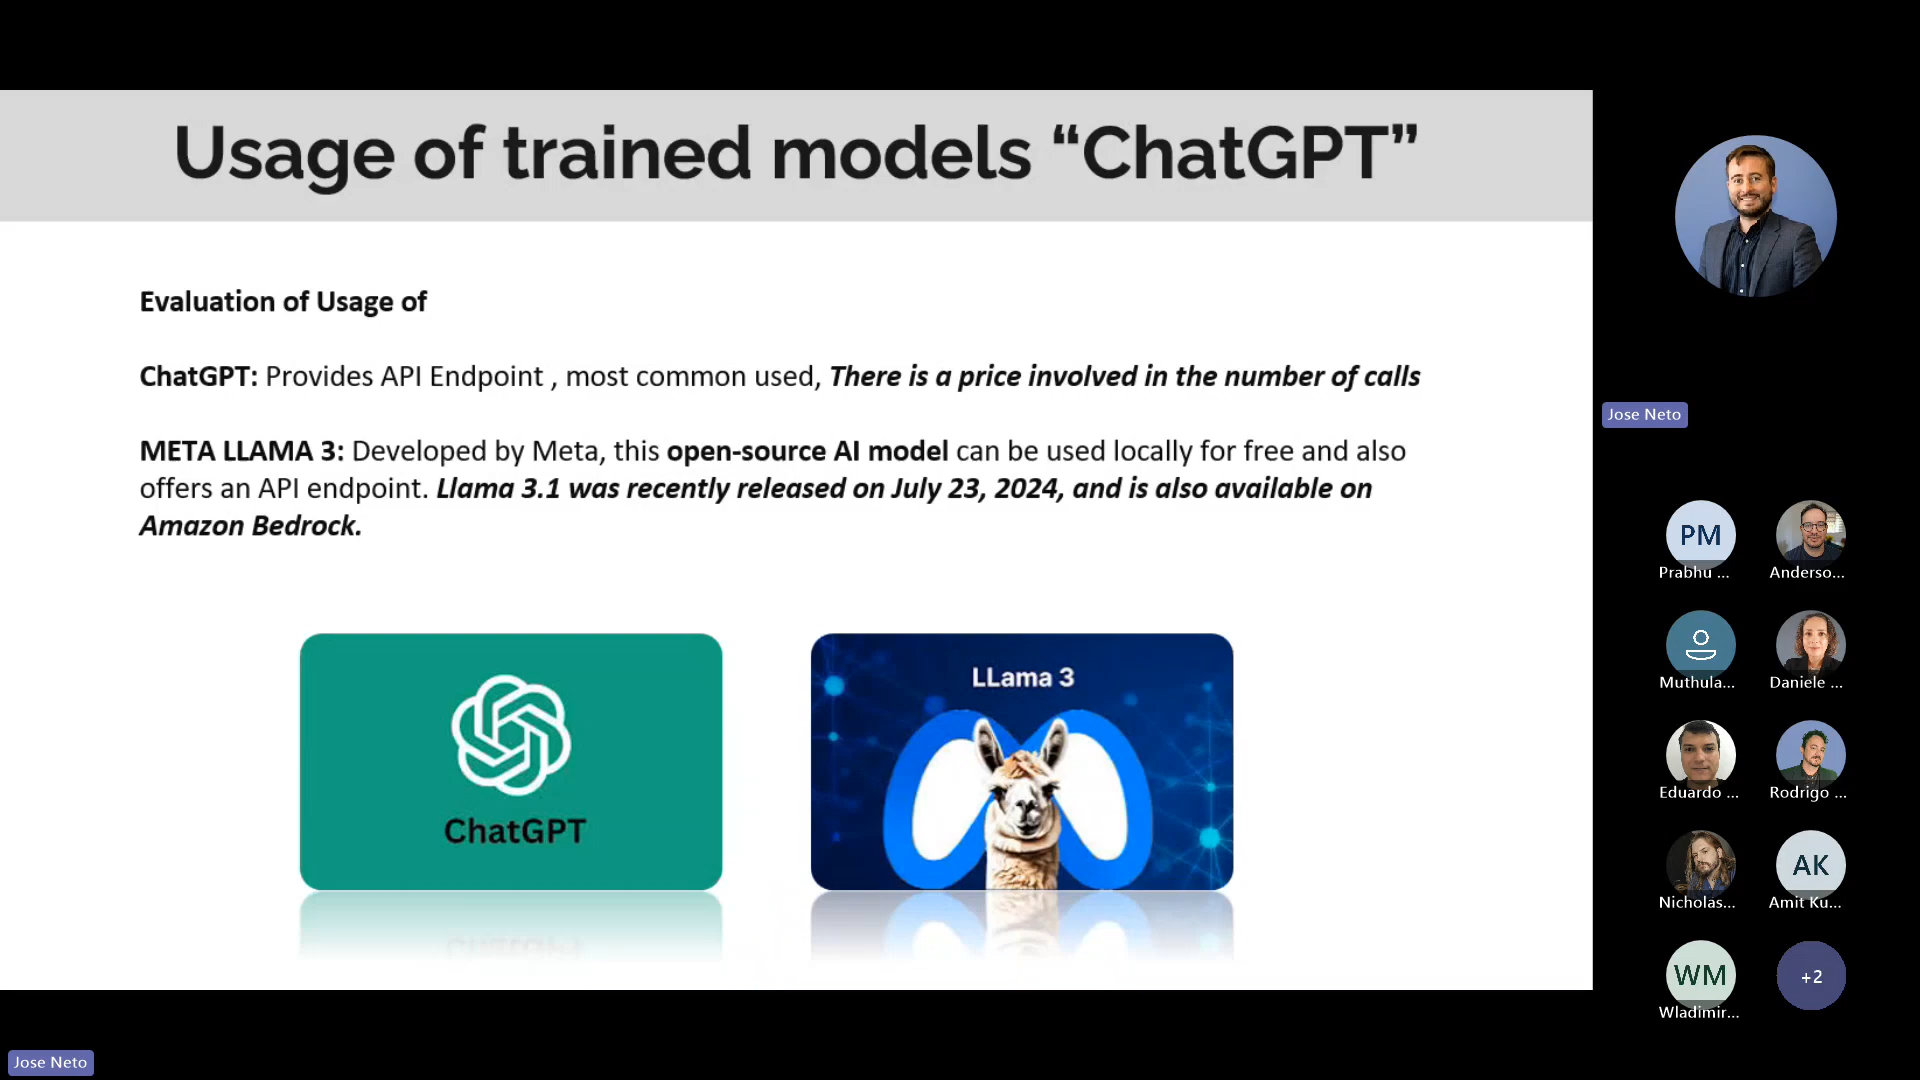 Usage of trained models “ChatGPT”
Evaluation of Usage of
ChatGPT: Provides API Endpoint , most common used, There is a price involved in the number of calls
META LLAMA 3: Developed by Meta, this open-source AI model can be used locally for free and also
offers an API endpoint. Llama 3.1 was recently released on July 23, 2024, and is also available on
Amazon Bedrock.
ChatGPT
LLama 3
Jose Neto
PM
Prabhu ...
Anderso...
Muthula...
Daniele ...
Eduardo ...
Rodrigo ...
Nicholas...
AK
Amit Ku...
WM
Wladimir...
+2
Jose Neto